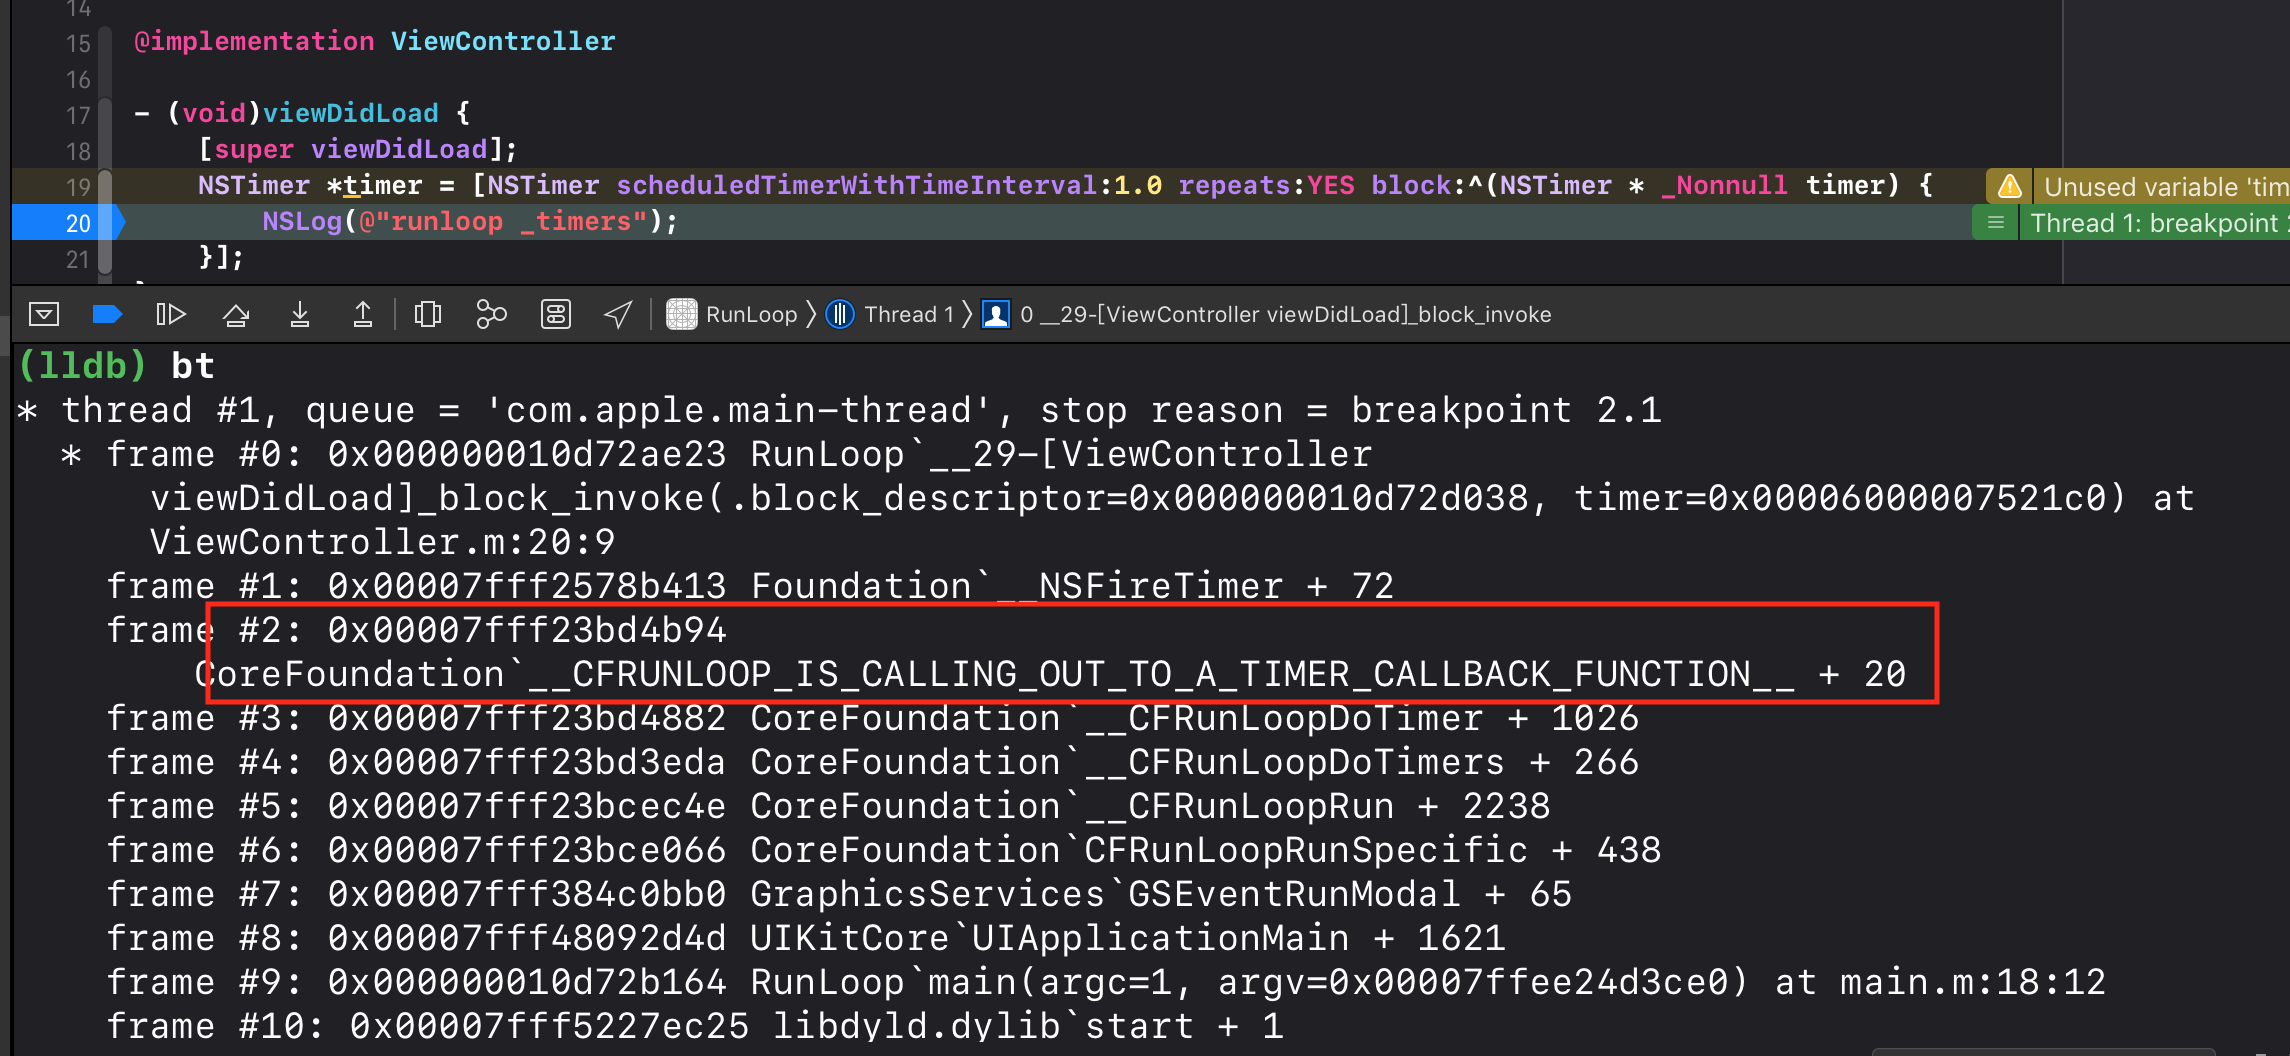 14
15 @implementation ViewController
16
17 - (void)viewDidLoad {
18 [super viewDidLoad];
19 NSTimer *timer = [NSTimer scheduledTimerWithTimeInterval:1.0 repeats:YES block:^(NSTimer * _Nonnull timer) { Unused variable 'tim
20 NSLog(@"runloop _timers"); Thread 1: breakpoint 2
21 }];
RunLoop 〉 Thread 1 〉 0 __29-[ViewController viewDidLoad]_block_invoke
(lldb) bt
* thread #1, queue = 'com.apple.main-thread', stop reason = breakpoint 2.1
* frame #0: 0x000000010d72ae23 RunLoop`__29-[ViewController
viewDidLoad]_block_invoke(.block_descriptor=0x000000010d72d038, timer=0x00006000007521c0) at
ViewController.m:20:9
frame #1: 0x00007fff2578b413 Foundation`__NSFireTimer + 72
frame #2: 0x00007fff23bd4b94
CoreFoundation`__CFRUNLOOP_IS_CALLING_OUT_TO_A_TIMER_CALLBACK_FUNCTION__ + 20
frame #3: 0x00007fff23bd4882 CoreFoundation`__CFRunLoopDoTimer + 1026
frame #4: 0x00007fff23bd3eda CoreFoundation`__CFRunLoopDoTimers + 266
frame #5: 0x00007fff23bcec4e CoreFoundation`__CFRunLoopRun + 2238
frame #6: 0x00007fff23bce066 CoreFoundation`CFRunLoopRunSpecific + 438
frame #7: 0x00007fff384c0bb0 GraphicsServices`GSEventRunModal + 65
frame #8: 0x00007fff48092d4d UIKitCore`UIApplicationMain + 1621
frame #9: 0x000000010d72b164 RunLoop`main(argc=1, argv=0x00007ffee24d3ce0) at main.m:18:12
frame #10: 0x00007fff5227ec25 libdyld.dylib`start + 1